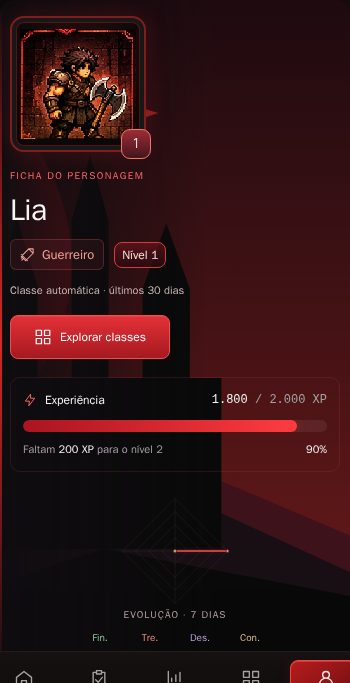 1
FICHA DO PERSONAGEM
Lia
Guerreiro
Nível 1
Classe automática · últimos 30 dias
Explorar classes
Experiência
1.800 / 2.000 XP
Faltam 200 XP para o nível 2
90%
EVOLUÇÃO · 7 DIAS
Fin. Tre. Des. Con.